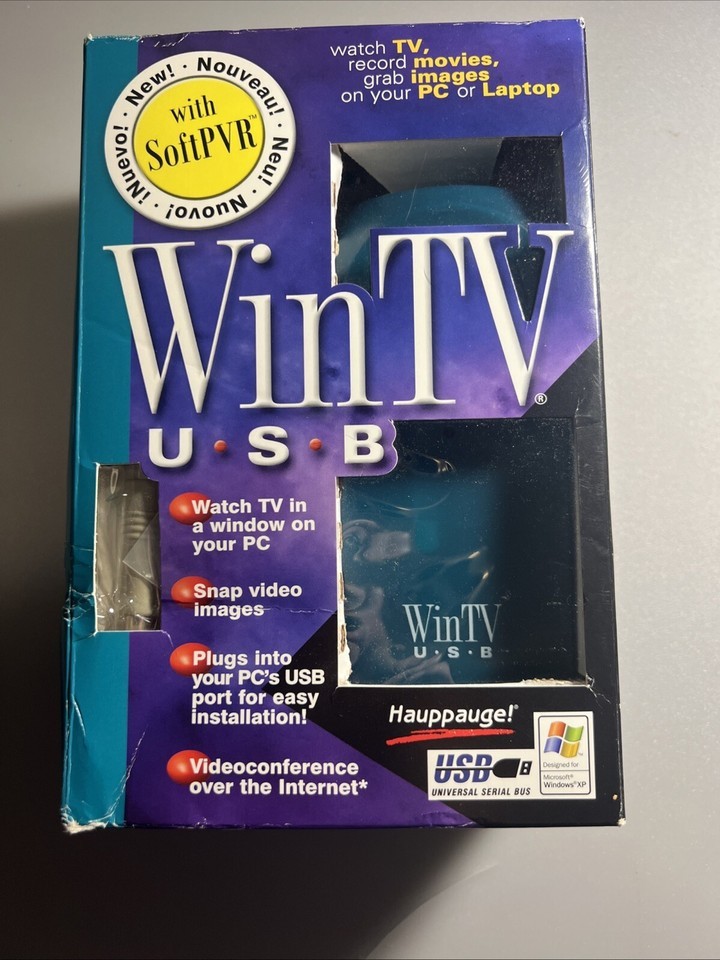 watch TV,
record movies,
grab images
on your PC or Laptop
New! · Nouveau! · Neu! · Nuovo! · ¡Nuevo! ·
with
SoftPVR™
WinTV®
U·S·B
Watch TV in
a window on
your PC
Snap video
images
Plugs into
your PC's USB
port for easy
installation!
Videoconference
over the Internet*
WinTV
U·S·B
Hauppauge!®
USB
UNIVERSAL SERIAL BUS
Designed for
Microsoft®
Windows®XP